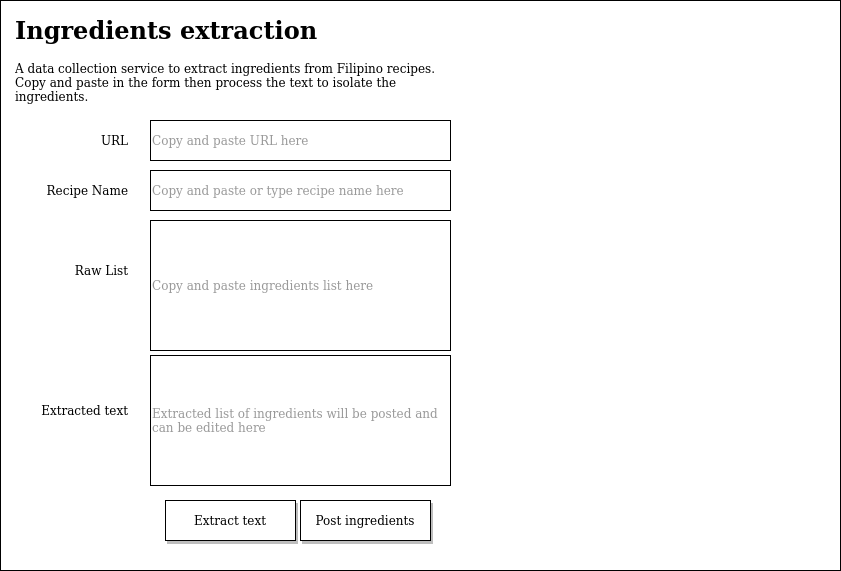 Ingredients extraction
A data collection service to extract ingredients from Filipino recipes.
Copy and paste in the form then process the text to isolate the
ingredients.
URL
Copy and paste URL here
Recipe Name
Copy and paste or type recipe name here
Raw List
Copy and paste ingredients list here
Extracted text
Extracted list of ingredients will be posted and
can be edited here
Extract text
Post ingredients